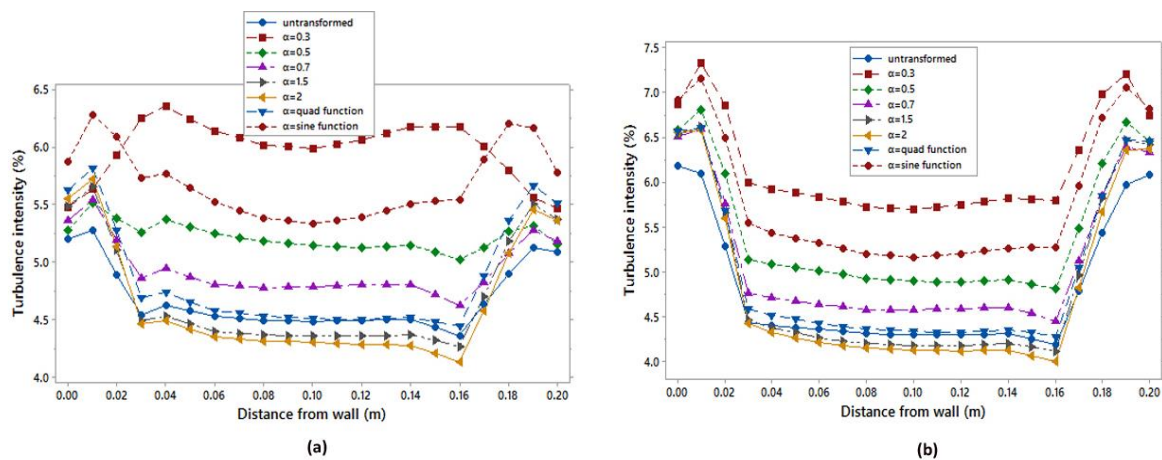 untransformed
α=0.3
α=0.5
α=0.7
α=1.5
α=2
α=quad function
α=sine function
Turbulence intensity (%)
6.5
6.0
5.5
5.0
4.5
4.0
0.00 0.02 0.04 0.06 0.08 0.10 0.12 0.14 0.16 0.18 0.20
Distance from wall (m)
(a)
untransformed
α=0.3
α=0.5
α=0.7
α=1.5
α=2
α=quad function
α=sine function
Turbulence intensity (%)
7.5
7.0
6.5
6.0
5.5
5.0
4.5
4.0
0.00 0.02 0.04 0.06 0.08 0.10 0.12 0.14 0.16 0.18 0.20
Distance from wall (m)
(b)